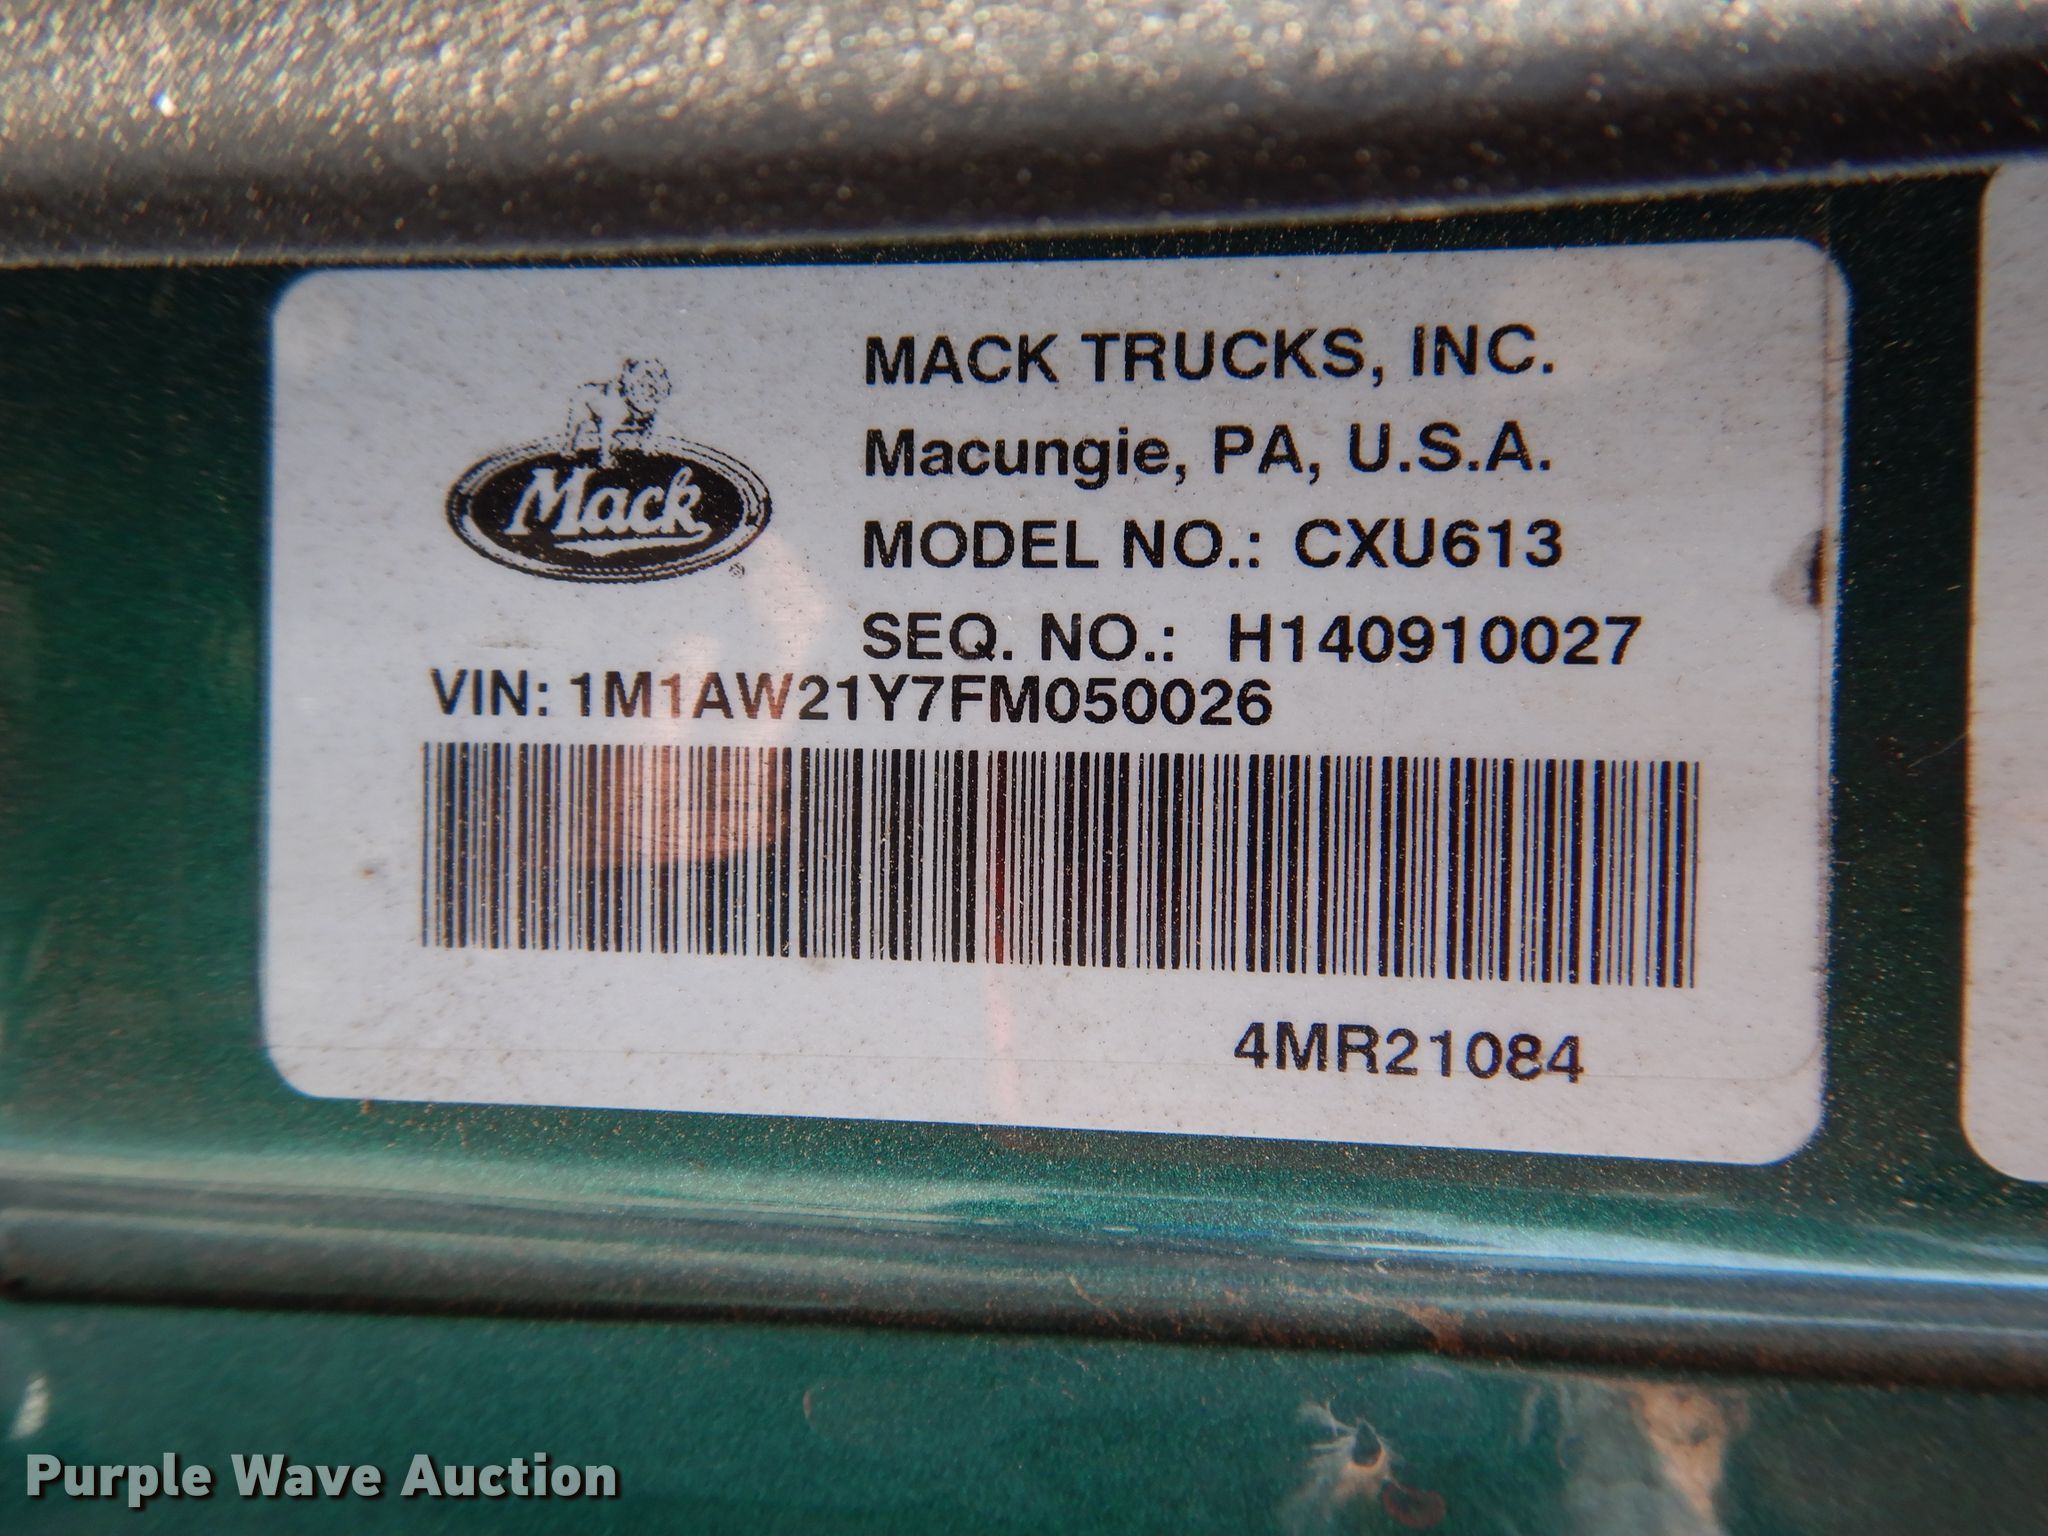 MACK TRUCKS, INC.
Macungie, PA, U.S.A.
Mack
®
MODEL NO.: CXU613
SEQ. NO.: H140910027
VIN: 1M1AW21Y7FM050026
4MR21084
Purple Wave Auction